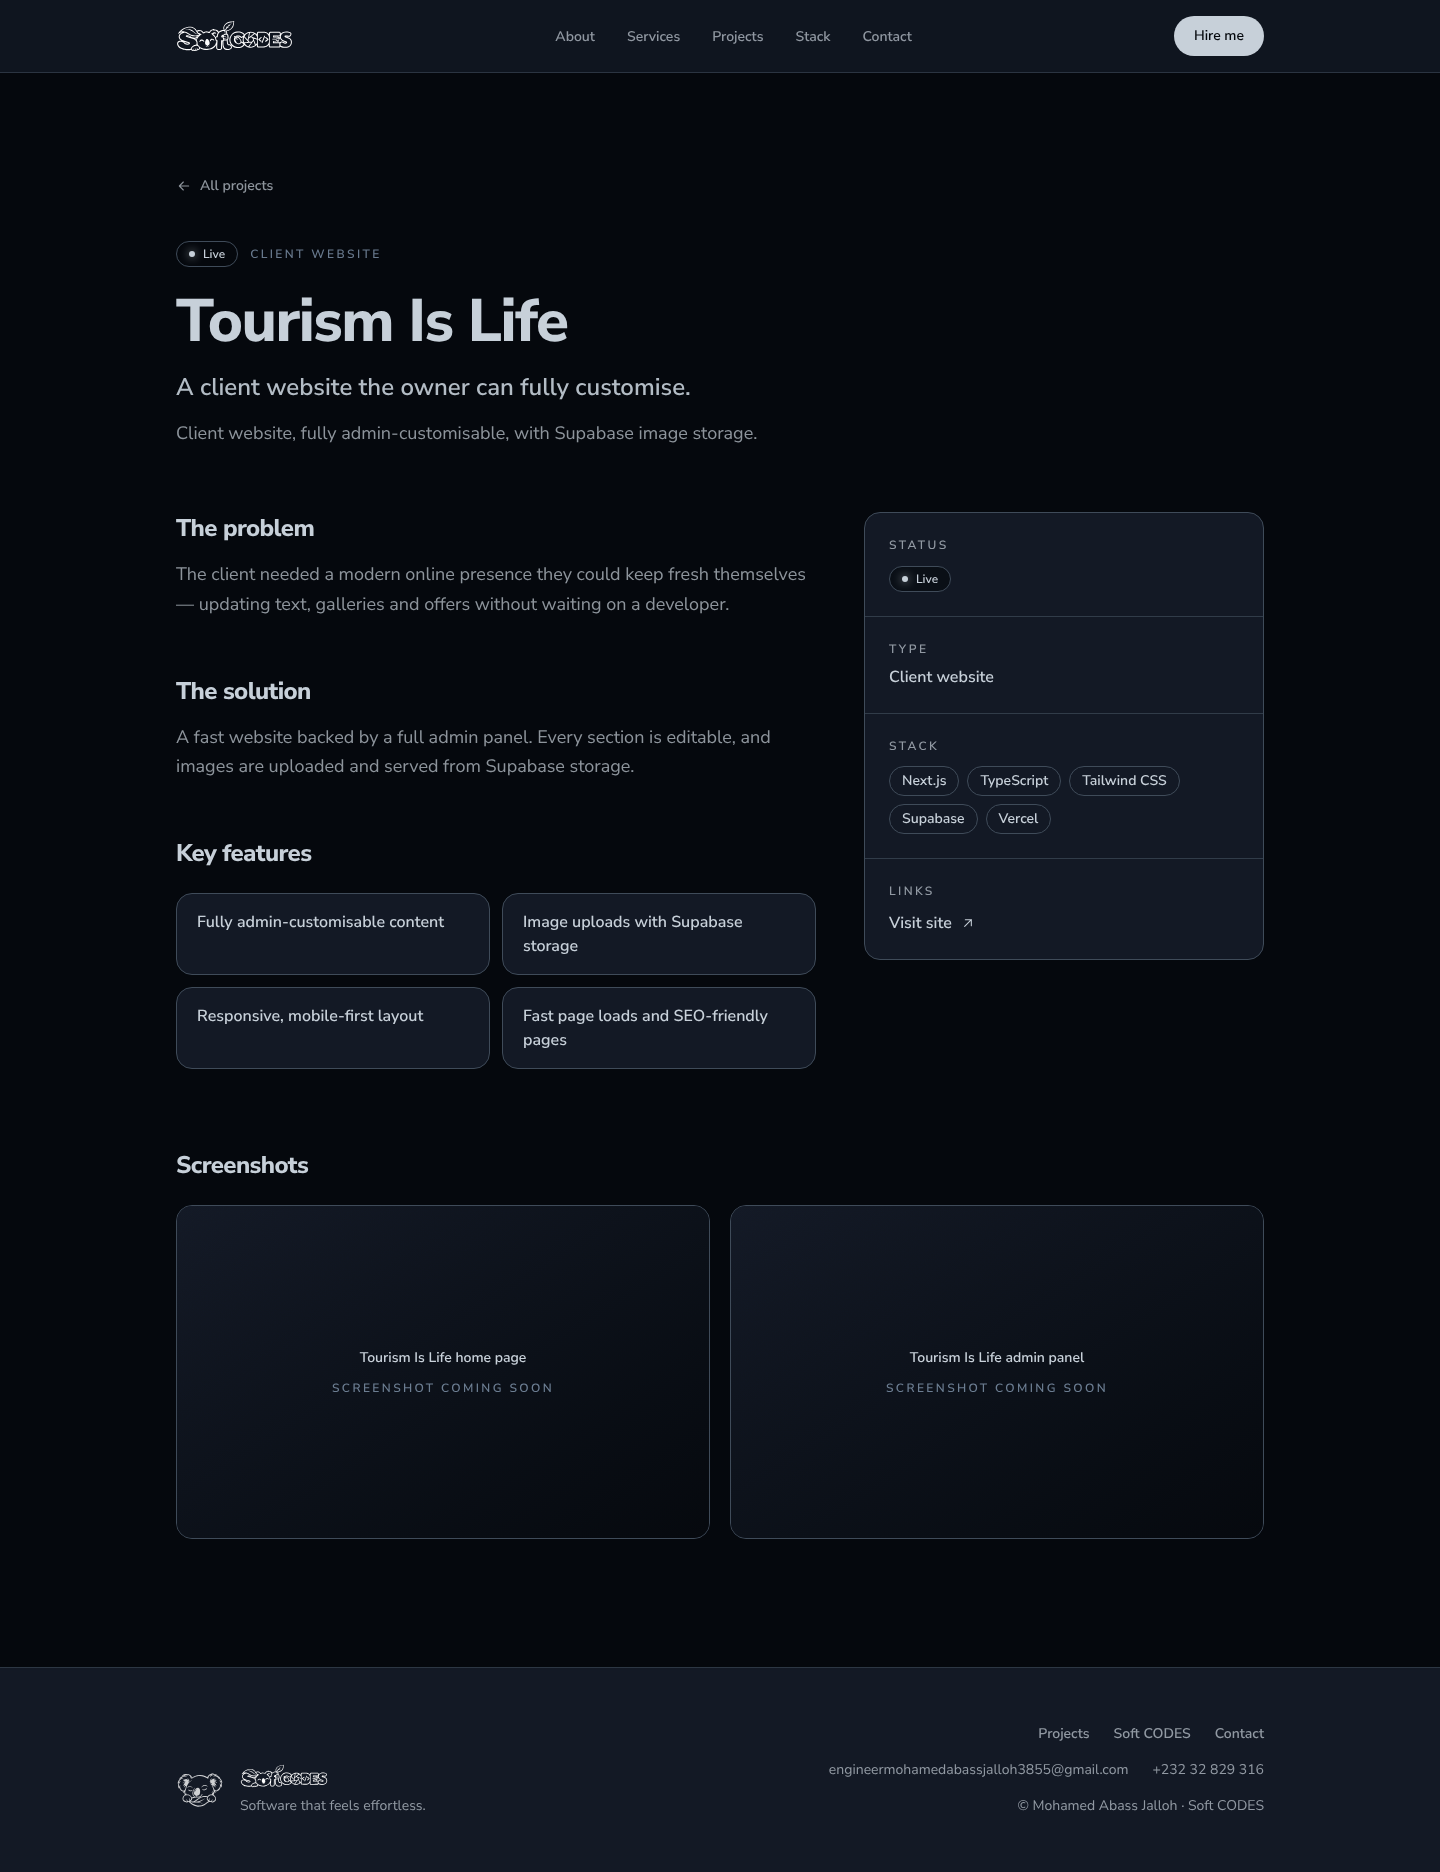 Soft CODES
About Services Projects Stack Contact
Hire me
← All projects
Live CLIENT WEBSITE
Tourism Is Life
A client website the owner can fully customise.
Client website, fully admin-customisable, with Supabase image storage.
The problem
The client needed a modern online presence they could keep fresh themselves
— updating text, galleries and offers without waiting on a developer.
The solution
A fast website backed by a full admin panel. Every section is editable, and
images are uploaded and served from Supabase storage.
Key features
Fully admin-customisable content
Image uploads with Supabase
storage
Responsive, mobile-first layout
Fast page loads and SEO-friendly
pages
STATUS
Live
TYPE
Client website
STACK
Next.js TypeScript Tailwind CSS
Supabase Vercel
LINKS
Visit site ↗
Screenshots
Tourism Is Life home page
SCREENSHOT COMING SOON
Tourism Is Life admin panel
SCREENSHOT COMING SOON
Soft CODES
Software that feels effortless.
Projects Soft CODES Contact
engineermohamedabassjalloh3855@gmail.com +232 32 829 316
© Mohamed Abass Jalloh · Soft CODES